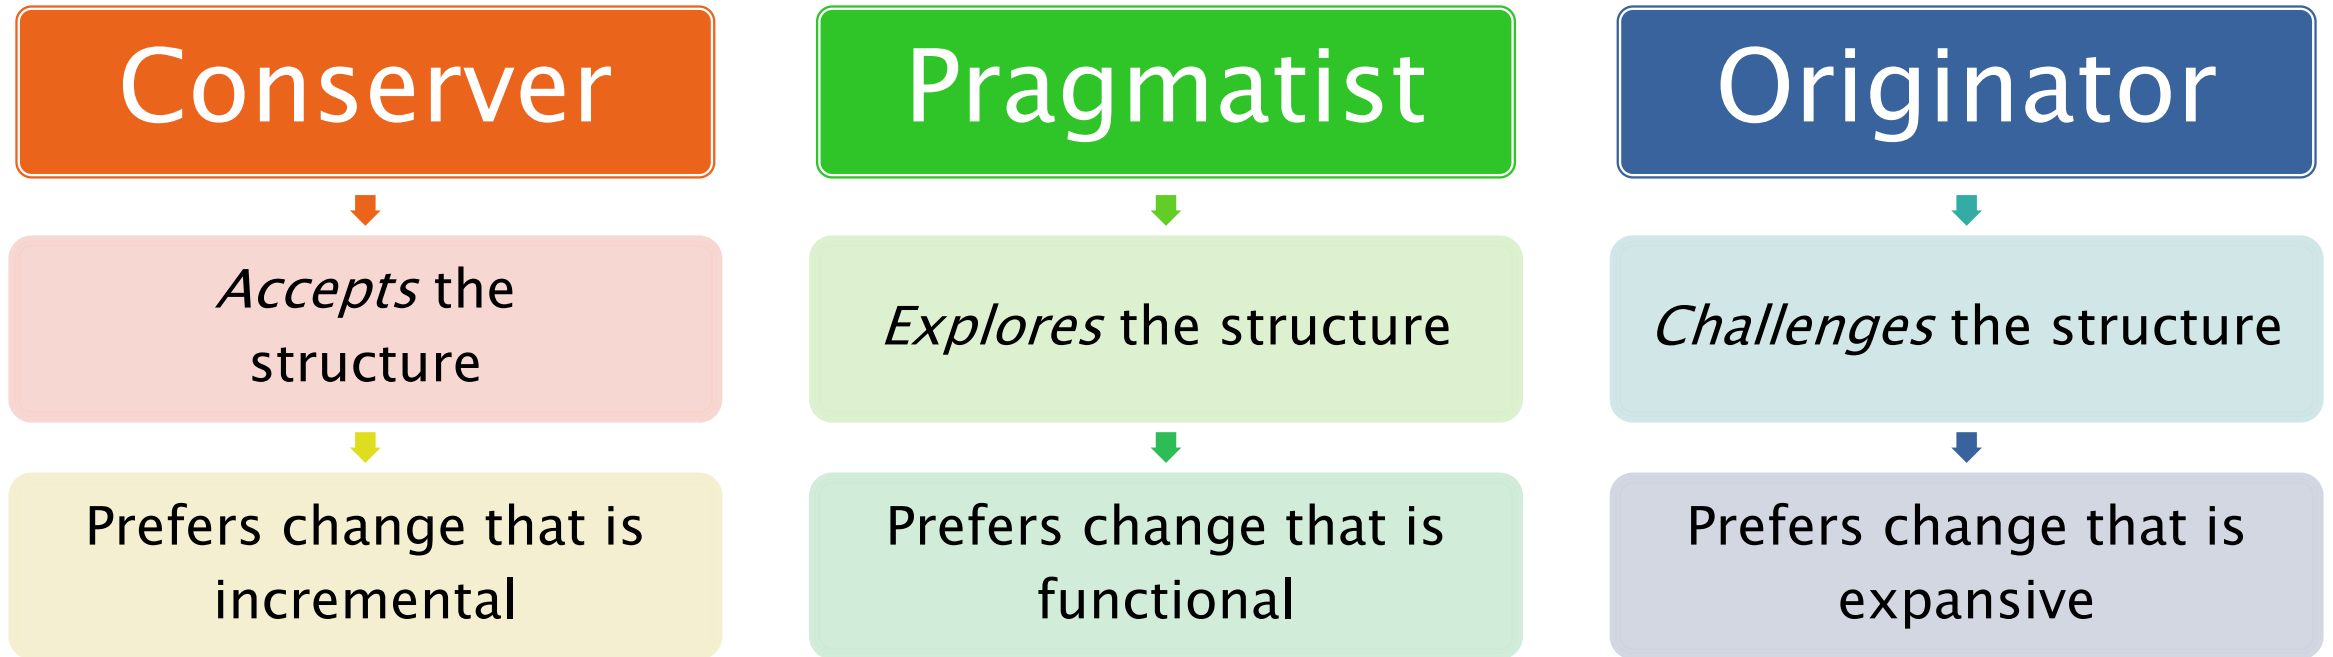 Conserver
Accepts the
structure
Prefers change that is
incremental
Pragmatist
Explores the structure
Prefers change that is
functional
Originator
Challenges the structure
Prefers change that is
expansive